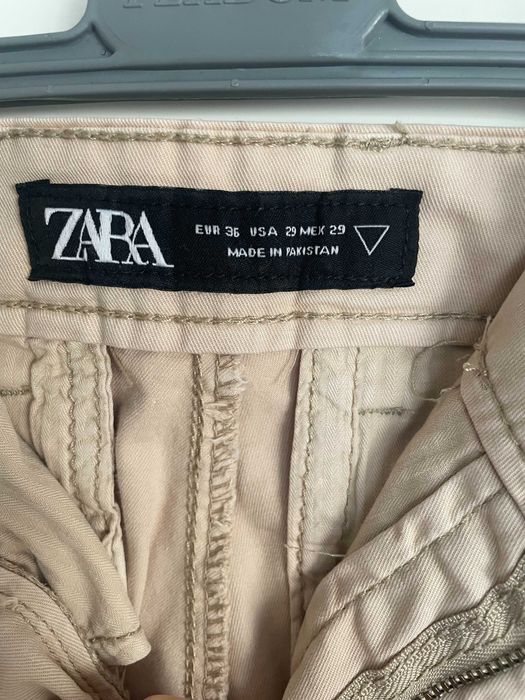 ZARA
EUR 36 USA 29 MEX 29
MADE IN PAKISTAN